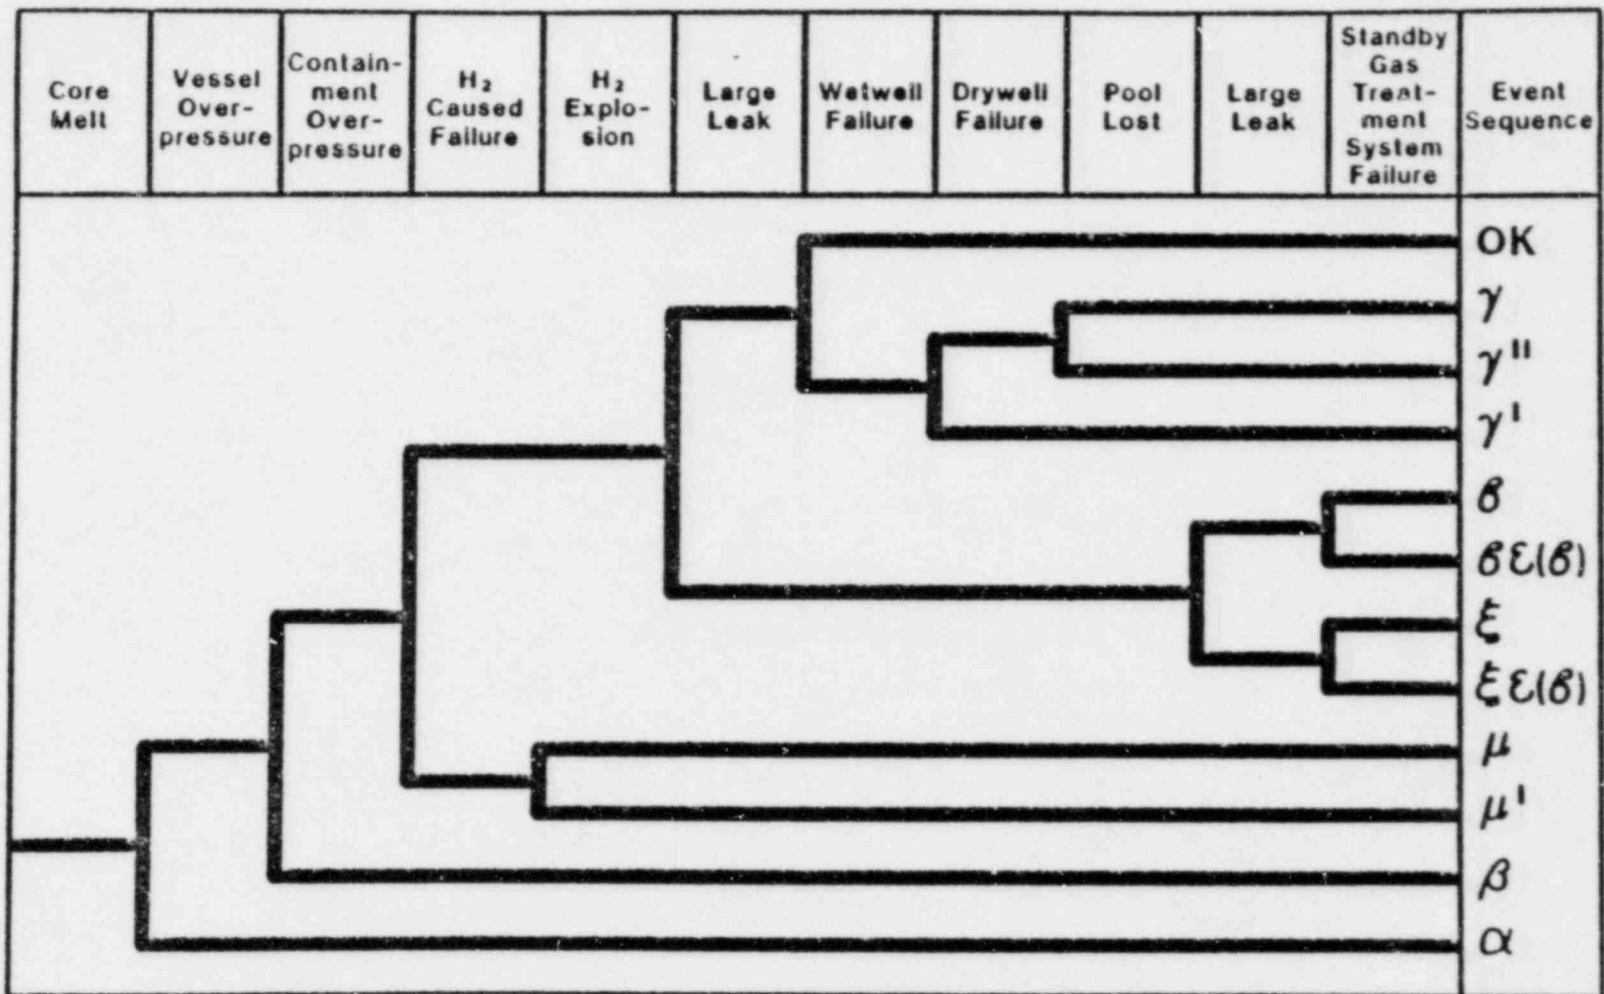 Core
Melt
Vessel
Over-
pressure
Contain-
ment
Over-
pressure
H₂
Caused
Failure
H₂
Explo-
sion
Large
Leak
Wetwell
Failure
Drywell
Failure
Pool
Lost
Large
Leak
Standby
Gas
Treat-
ment
System
Failure
Event
Sequence
OK
γ
γ"
γ'
β
βε(β)
ξ
ξε(β)
μ
μ'
β
α